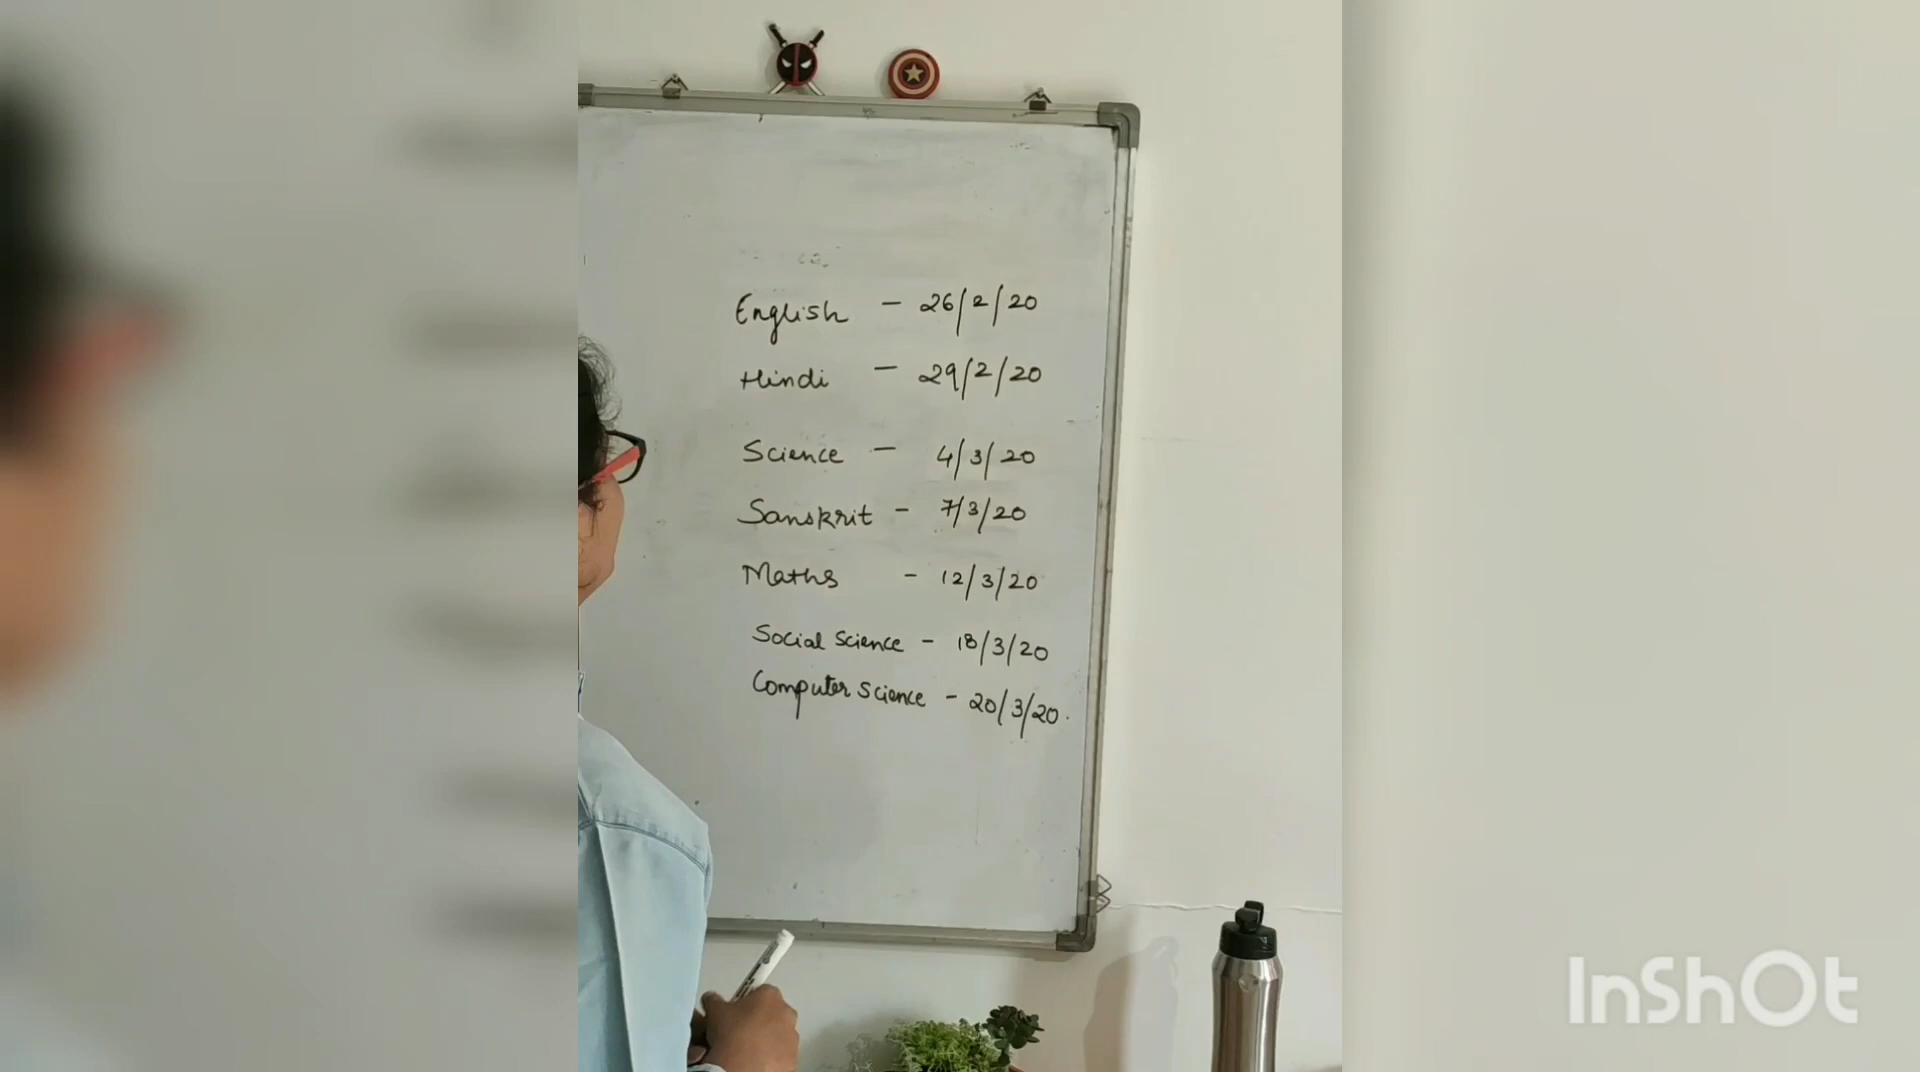 English - 26/2/20
Hindi - 29/2/20
Science - 4/3/20
Sanskrit - 7/3/20
Maths - 12/3/20
Social Science - 18/3/20
Computer Science - 20/3/20.
InShOt